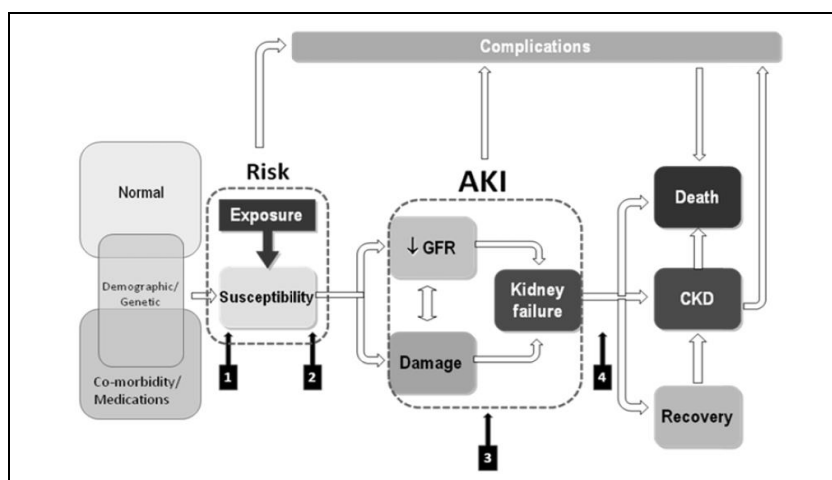 Complications
Risk
AKI
Normal
Exposure
Death
↓ GFR
Demographic/
Genetic
Susceptibility
Kidney
failure
CKD
Damage
Co-morbidity/
Medications
1
2
4
Recovery
3